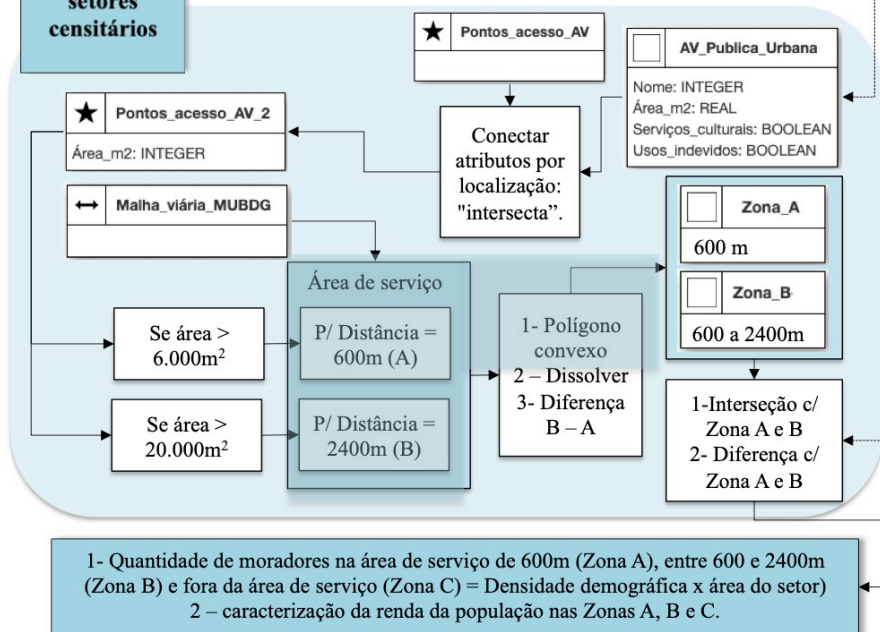 setores
censitários
Pontos_acesso_AV
AV_Publica_Urbana
Nome: INTEGER
Área_m2: REAL
Serviços_culturais: BOOLEAN
Usos_indevidos: BOOLEAN
Pontos_acesso_AV_2
Área_m2: INTEGER
Conectar
atributos por
localização:
"intersecta”.
Malha_viária_MUBDG
Zona_A
600 m
Zona_B
600 a 2400m
Área de serviço
Se área >
6.000m²
P/ Distância =
600m (A)
Se área >
20.000m²
P/ Distância =
2400m (B)
1- Polígono
convexo
2 – Dissolver
3- Diferença
B – A
1-Interseção c/
Zona A e B
2- Diferença c/
Zona A e B
1- Quantidade de moradores na área de serviço de 600m (Zona A), entre 600 e 2400m
(Zona B) e fora da área de serviço (Zona C) = Densidade demográfica x área do setor)
2 – caracterização da renda da população nas Zonas A, B e C.